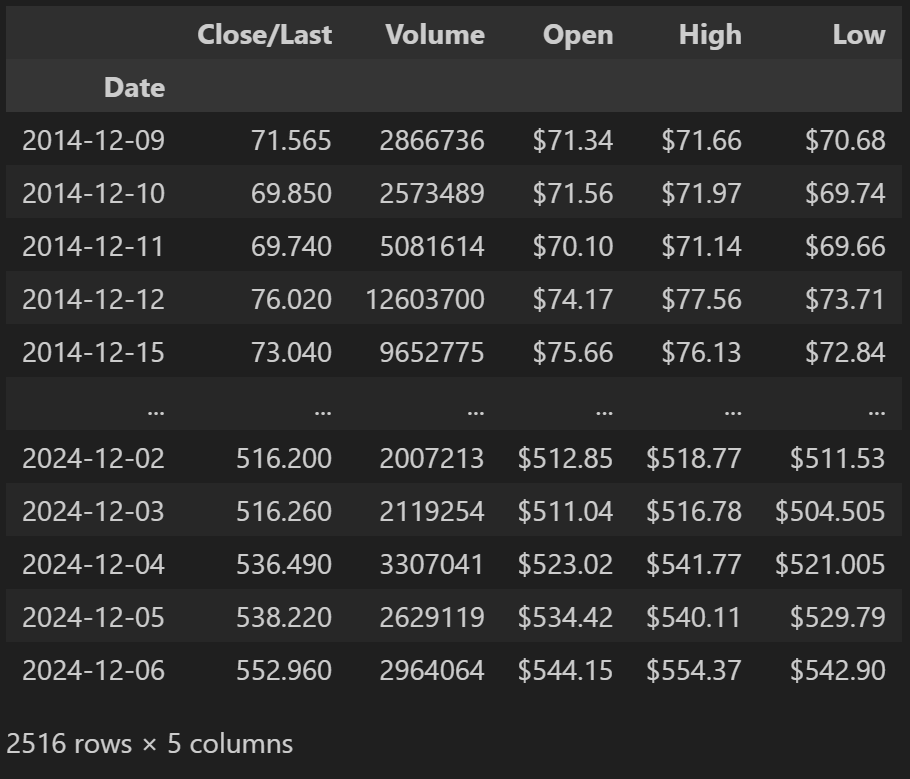 Close/Last Volume Open High Low
Date
2014-12-09 71.565 2866736 $71.34 $71.66 $70.68
2014-12-10 69.850 2573489 $71.56 $71.97 $69.74
2014-12-11 69.740 5081614 $70.10 $71.14 $69.66
2014-12-12 76.020 12603700 $74.17 $77.56 $73.71
2014-12-15 73.040 9652775 $75.66 $76.13 $72.84
... ... ... ... ... ...
2024-12-02 516.200 2007213 $512.85 $518.77 $511.53
2024-12-03 516.260 2119254 $511.04 $516.78 $504.505
2024-12-04 536.490 3307041 $523.02 $541.77 $521.005
2024-12-05 538.220 2629119 $534.42 $540.11 $529.79
2024-12-06 552.960 2964064 $544.15 $554.37 $542.90
2516 rows × 5 columns